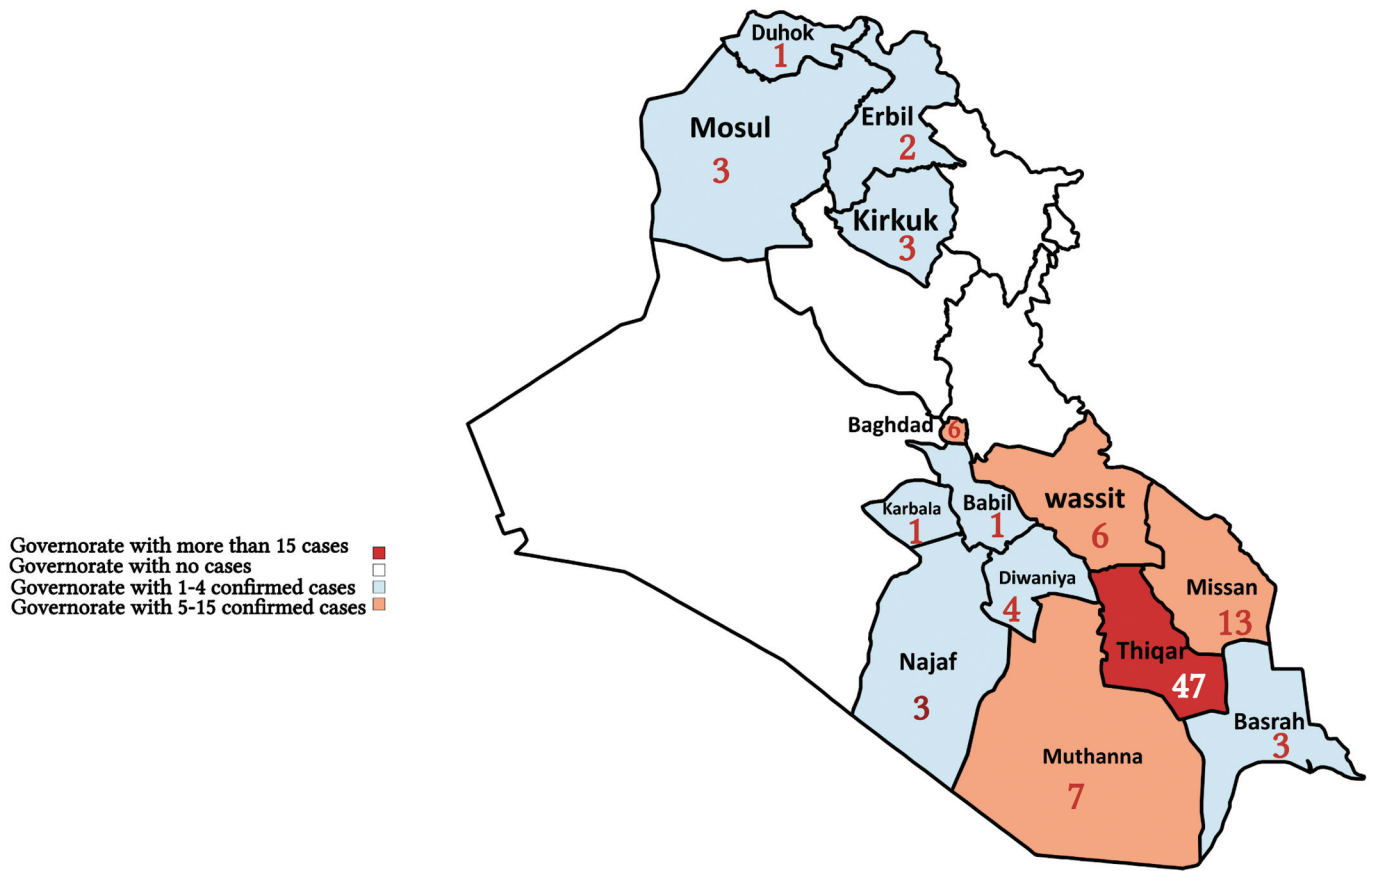 Duhok
1
Mosul
3
Erbil
2
Kirkuk
3
Baghdad 6
Karbala
1
Babil
1
wassit
6
Diwaniya
4
Missan
13
Thiqar
47
Najaf
3
Basrah
3
Muthanna
7
Governorate with more than 15 cases
Governorate with no cases
Governorate with 1-4 confirmed cases
Governorate with 5-15 confirmed cases